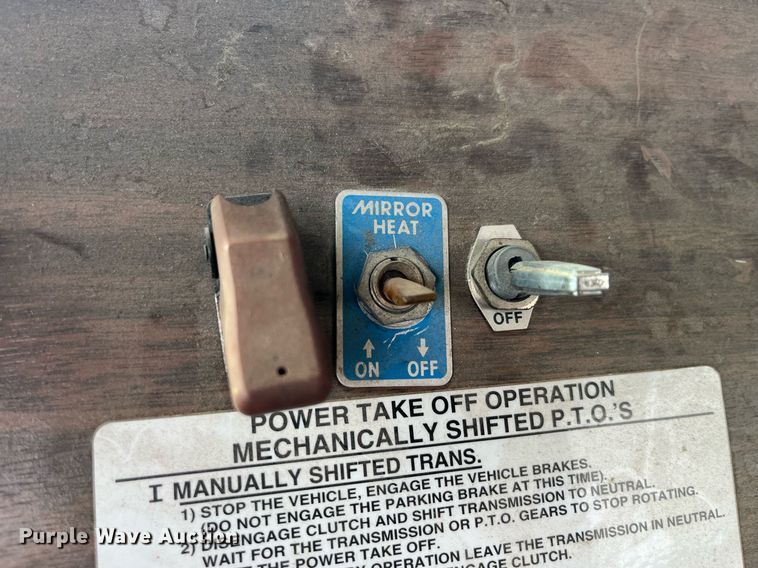 MIRROR
HEAT
ON OFF
OFF
POWER TAKE OFF OPERATION
MECHANICALLY SHIFTED P.T.O.'S
I MANUALLY SHIFTED TRANS.
1) STOP THE VEHICLE, ENGAGE THE VEHICLE BRAKES.
(DO NOT ENGAGE THE PARKING BRAKE AT THIS TIME).
2) DISENGAGE CLUTCH AND SHIFT TRANSMISSION TO NEUTRAL.
WAIT FOR THE TRANSMISSION OR P.T.O. GEARS TO STOP ROTATING.
THE POWER TAKE OFF.
OPERATION LEAVE THE TRANSMISSION IN NEUTRAL.
CLUTCH.
Purple Wave Auction